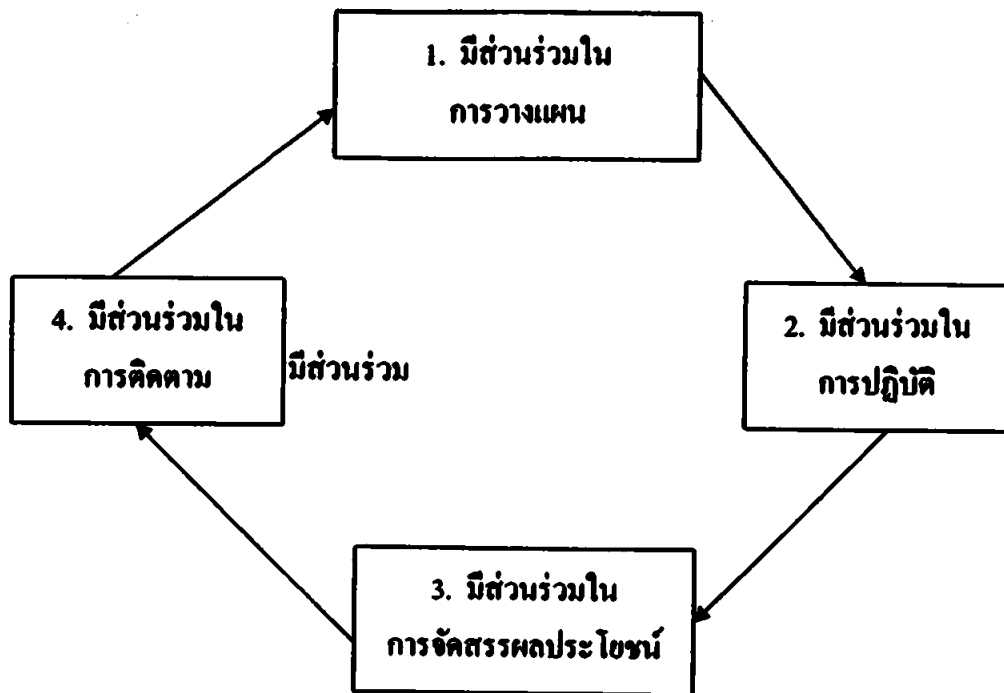 1. มีส่วนร่วมใน
การวางแผน
2. มีส่วนร่วมใน
การปฏิบัติ
3. มีส่วนร่วมใน
การจัดสรรผลประโยชน์
4. มีส่วนร่วมใน
การติดตาม
มีส่วนร่วม